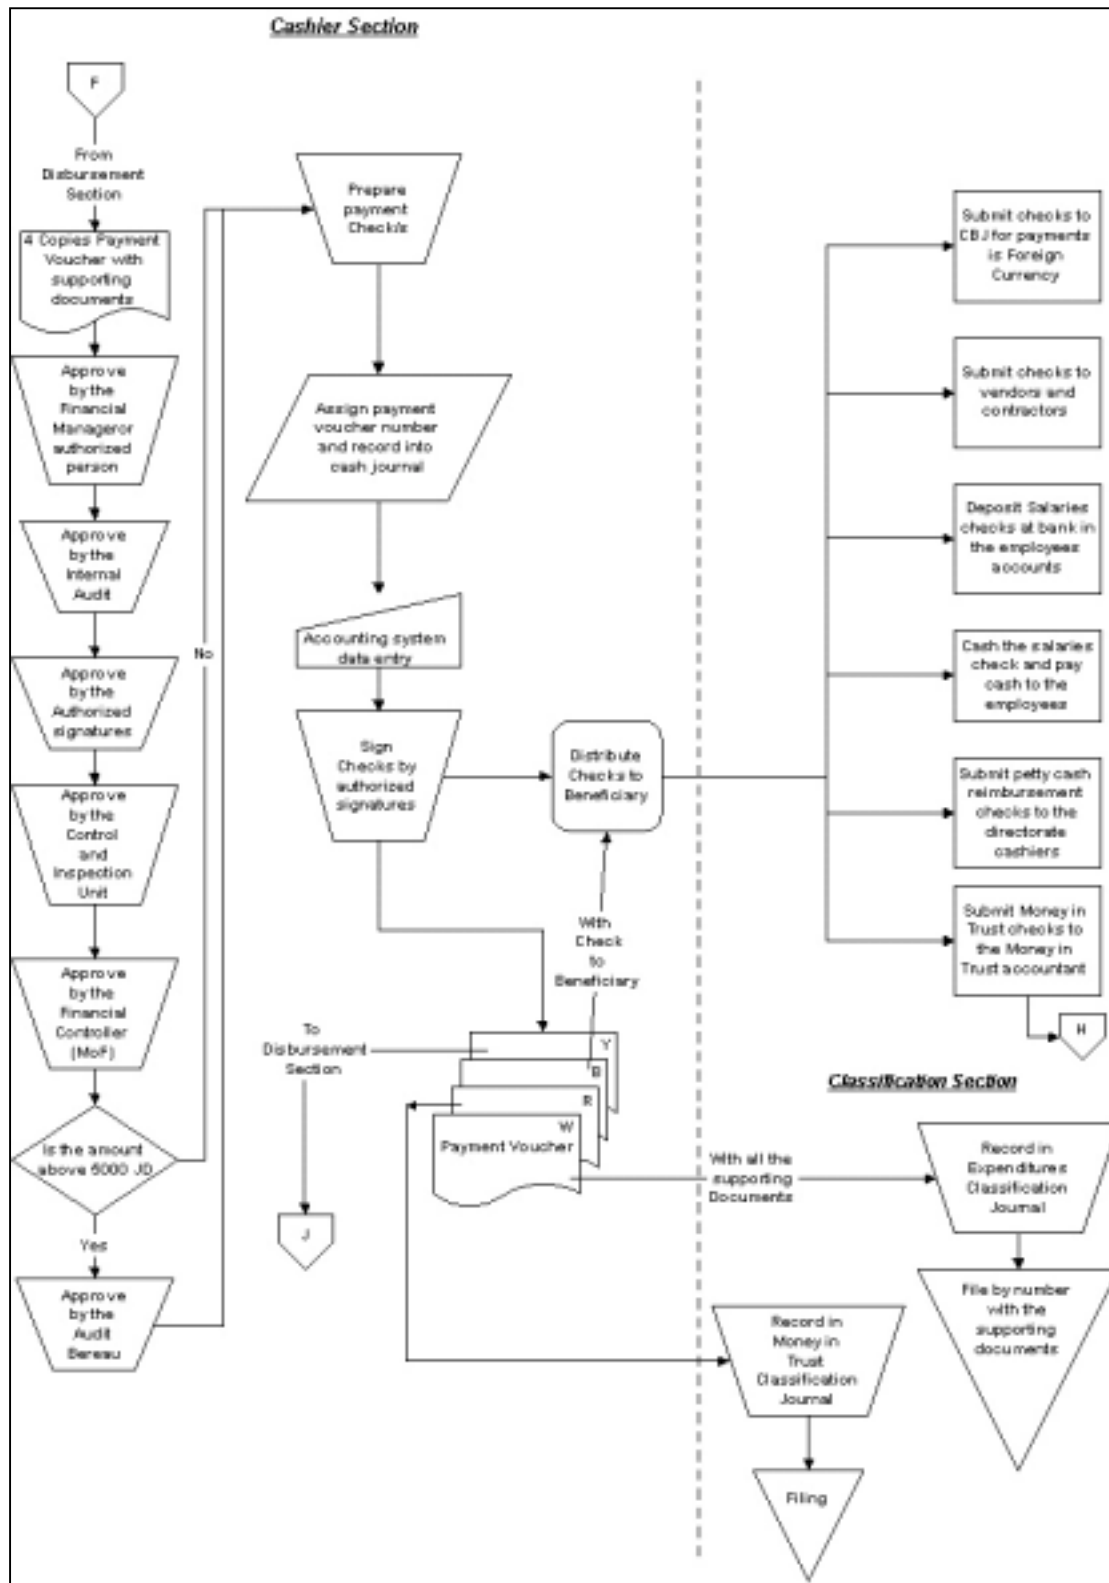 Cashier Section
F
From
Disbursement
Section
4 Copies Payment
Voucher with
supporting
documents
Approve
by the
Financial
Manageror
authorized
person
Approve
by the
Internal
Audit
Approve
by the
Authorized
signatures
Approve
by the
Control
and
Inspection
Unit
Approve
by the
Financial
Controller
(MoF)
Is the amount
above 5000 JD
No
Yes
Approve
by the
Audit
Bereau
Prepare
payment
Check/s
Assign payment
voucher number
and record into
cash journal
Accounting system
data entry
Sign
Checks by
authorized
signatures
Distribute
Checks to
Beneficiary
With
Check
to
Beneficiary
To
Disbursement
Section
J
Y
B
R
W
Payment Voucher
With all the
supporting
Documents
Submit checks to
CBJ for payments
is Foreign
Currency
Submit checks to
vendors and
contractors
Deposit Salaries
checks at bank in
the employees
accounts
Cash the salaries
check and pay
cash to the
employees
Submit petty cash
reimbursement
checks to the
directorate
cashiers
Submit Money in
Trust checks to
the Money in
Trust accountant
H
Classification Section
Record in
Expenditures
Classification
Journal
File by number
with the
supporting
documents
Record in
Money in
Trust
Classification
Journal
Filing